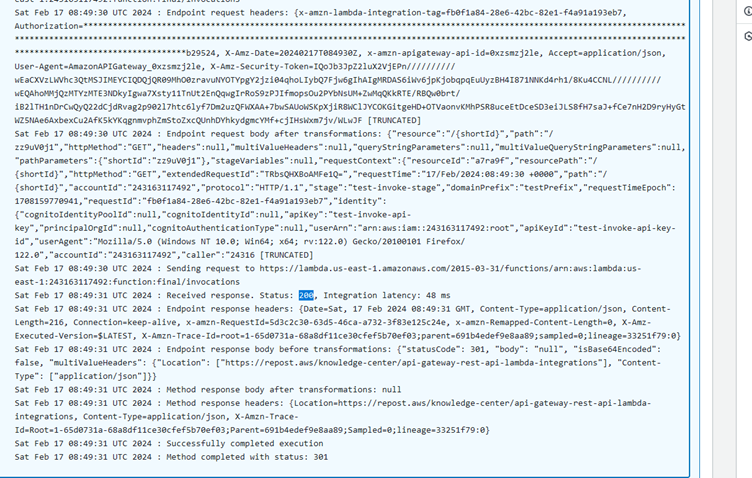 Sat Feb 17 08:49:30 UTC 2024 : Endpoint request headers: {x-amzn-lambda-integration-tag=fb0f1a84-28e6-42bc-82e1-f4a91a193eb7,
Authorization=**********************************************************************************************************************************
****************************************b29524, X-Amz-Date=20240217T084930Z, x-amzn-apigateway-api-id=0xzsmzj2le, Accept=application/json,
User-Agent=AmazonAPIGateway_0xzsmzj2le, X-Amz-Security-Token=IQoJb3JpZ2luX2VjEPn//////////
wEaCXVzLWVhc3QtMSJIMEYCIQDQjQR09MhO0zravuNYOTYpgY2jzi04qhoLIybQ7Fjw6gIhAIgMRDAS6iWv6jpKjobqpqEuUyzBH4I871NNKd4rh1/8Ku4CCNL//////////
wEQAhoMMjQzMTYzMTE3NDkyIgwa7Xsty11TnUt2EnQqwgIrRoS9zPJIfmopsOu2PYbNsUM+ZwMqQKkRTE/RBQw0brt/
iB2lTH1nDrCwQyQ22dCjdRvag2p902l7htc6lyf7Dm2uzQFWXAA+7bwSAUoWSKpXjiR8WClJYCOKGitgeHD+OTVaonvKMhPSR8uceEtDceSD3eiJLS8fH7saJ+fCe7nH2D9ryHyGt
WZ5NAe6AxbexCu2AfK5kYKqgnmvphZmStoZxcQUnhDYhkydgmcYMf+cjIHsWxm7jv/WLwJF [TRUNCATED]
Sat Feb 17 08:49:30 UTC 2024 : Endpoint request body after transformations: {"resource":"/{shortId}","path":"/
zz9uV0j1","httpMethod":"GET","headers":null,"multiValueHeaders":null,"queryStringParameters":null,"multiValueQueryStringParameters":null,
"pathParameters":{"shortId":"zz9uV0j1"},"stageVariables":null,"requestContext":{"resourceId":"a7ra9f","resourcePath":"/
{shortId}","httpMethod":"GET","extendedRequestId":"TRbsQHXBoAMFe1Q=","requestTime":"17/Feb/2024:08:49:30 +0000","path":"/
{shortId}","accountId":"243163117492","protocol":"HTTP/1.1","stage":"test-invoke-stage","domainPrefix":"testPrefix","requestTimeEpoch":
1708159770941,"requestId":"fb0f1a84-28e6-42bc-82e1-f4a91a193eb7","identity":
{"cognitoIdentityPoolId":null,"cognitoIdentityId":null,"apiKey":"test-invoke-api-
key","principalOrgId":null,"cognitoAuthenticationType":null,"userArn":"arn:aws:iam::243163117492:root","apiKeyId":"test-invoke-api-key-
id","userAgent":"Mozilla/5.0 (Windows NT 10.0; Win64; x64; rv:122.0) Gecko/20100101 Firefox/
122.0","accountId":"243163117492","caller":"24316 [TRUNCATED]
Sat Feb 17 08:49:30 UTC 2024 : Sending request to https://lambda.us-east-1.amazonaws.com/2015-03-31/functions/arn:aws:lambda:us-
east-1:243163117492:function:final/invocations
Sat Feb 17 08:49:31 UTC 2024 : Received response. Status: 200, Integration latency: 48 ms
Sat Feb 17 08:49:31 UTC 2024 : Endpoint response headers: {Date=Sat, 17 Feb 2024 08:49:31 GMT, Content-Type=application/json, Content-
Length=216, Connection=keep-alive, x-amzn-RequestId=5d3c2c30-63d5-46ca-a732-3f83e125c24e, x-amzn-Remapped-Content-Length=0, X-Amz-
Executed-Version=$LATEST, X-Amzn-Trace-Id=root=1-65d0731a-68a8df11ce30cfef5b70ef03;parent=691b4edef9e8aa89;sampled=0;lineage=33251f79:0}
Sat Feb 17 08:49:31 UTC 2024 : Endpoint response body before transformations: {"statusCode": 301, "body": "null", "isBase64Encoded":
false, "multiValueHeaders": {"Location": ["https://repost.aws/knowledge-center/api-gateway-rest-api-lambda-integrations"], "Content-
Type": ["application/json"]}}
Sat Feb 17 08:49:31 UTC 2024 : Method response body after transformations: null
Sat Feb 17 08:49:31 UTC 2024 : Method response headers: {Location=https://repost.aws/knowledge-center/api-gateway-rest-api-lambda-
integrations, Content-Type=application/json, X-Amzn-Trace-
Id=Root=1-65d0731a-68a8df11ce30cfef5b70ef03;Parent=691b4edef9e8aa89;Sampled=0;lineage=33251f79:0}
Sat Feb 17 08:49:31 UTC 2024 : Successfully completed execution
Sat Feb 17 08:49:31 UTC 2024 : Method completed with status: 301